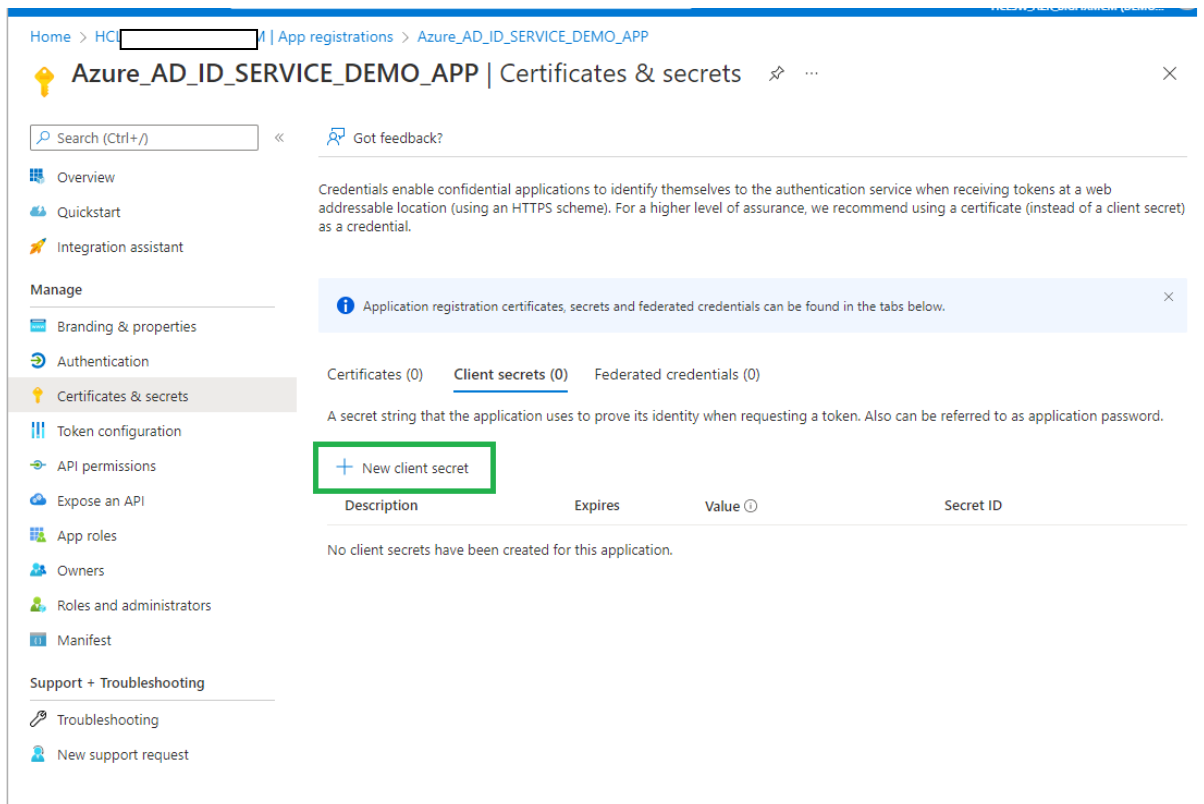 Home > HCL M | App registrations > Azure_AD_ID_SERVICE_DEMO_APP
Azure_AD_ID_SERVICE_DEMO_APP | Certificates & secrets
Search (Ctrl+/)
Got feedback?
Overview
Quickstart
Integration assistant
Manage
Branding & properties
Authentication
Certificates & secrets
Token configuration
API permissions
Expose an API
App roles
Owners
Roles and administrators
Manifest
Support + Troubleshooting
Troubleshooting
New support request
Credentials enable confidential applications to identify themselves to the authentication service when receiving tokens at a web
addressable location (using an HTTPS scheme). For a higher level of assurance, we recommend using a certificate (instead of a client secret)
as a credential.
Application registration certificates, secrets and federated credentials can be found in the tabs below.
Certificates (0) Client secrets (0) Federated credentials (0)
A secret string that the application uses to prove its identity when requesting a token. Also can be referred to as application password.
New client secret
Description Expires Value Secret ID
No client secrets have been created for this application.